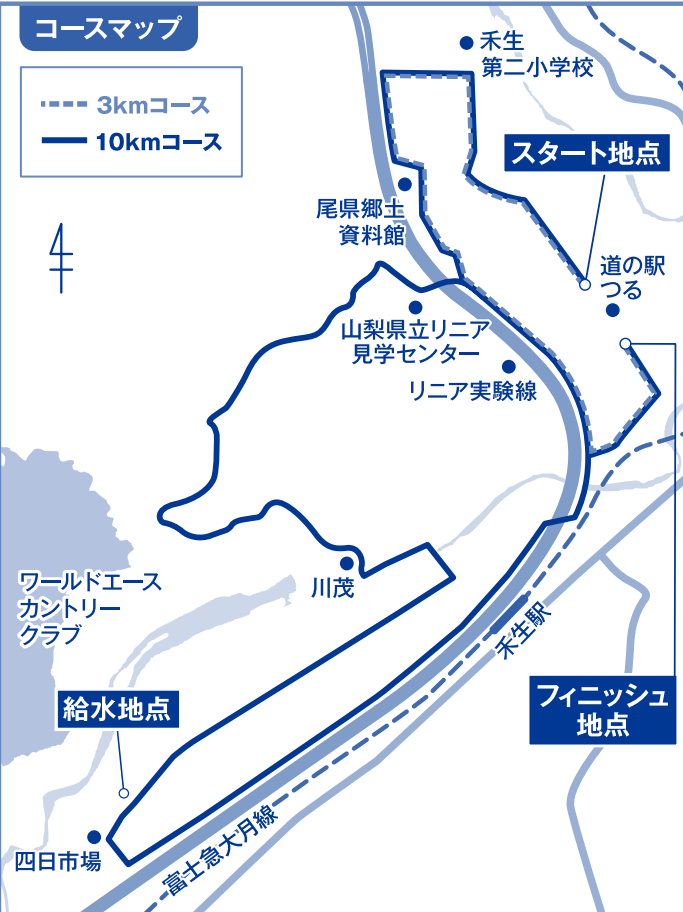 コースマップ
3kmコース
10kmコース
禾生
第二小学校
スタート地点
尾県郷土
資料館
道の駅
つる
山梨県立リニア
見学センター
リニア実験線
ワールドエース
カントリー
クラブ
川茂
禾生駅
給水地点
フィニッシュ
地点
四日市場
富士急大月線